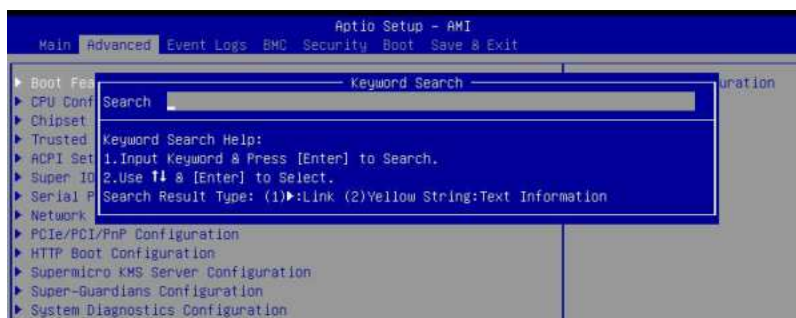 Aptio Setup - AMI
Main Advanced Event Logs BMC Security Boot Save & Exit
Boot Fea
Keyword Search
uration
CPU Conf
Search
Chipset
Trusted
Keyword Search Help:
ACPI Set
1.Input Keyword & Press [Enter] to Search.
Super IO
2.Use ↑↓ & [Enter] to Select.
Serial P
Search Result Type: (1)▶:Link (2)Yellow String:Text Information
Network
PCIe/PCI/PnP Configuration
HTTP Boot Configuration
Supermicro KMS Server Configuration
Super-Guardians Configuration
System Diagnostics Configuration